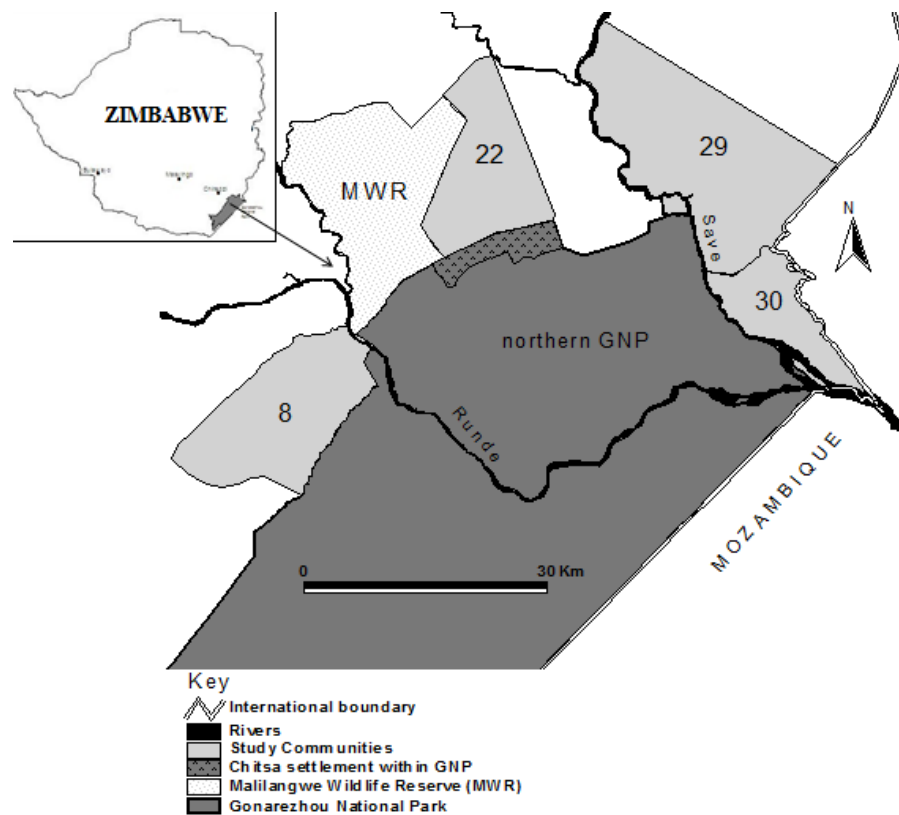 ZIMBABWE
22
29
MWR
N
Save
30
northern GNP
8
Runde
MOZAMBIQUE
0 30 Km
Key
International boundary
Rivers
Study Communities
Chitsa settlement within GNP
Malilangwe Wildlife Reserve (MWR)
Gonarezhou National Park